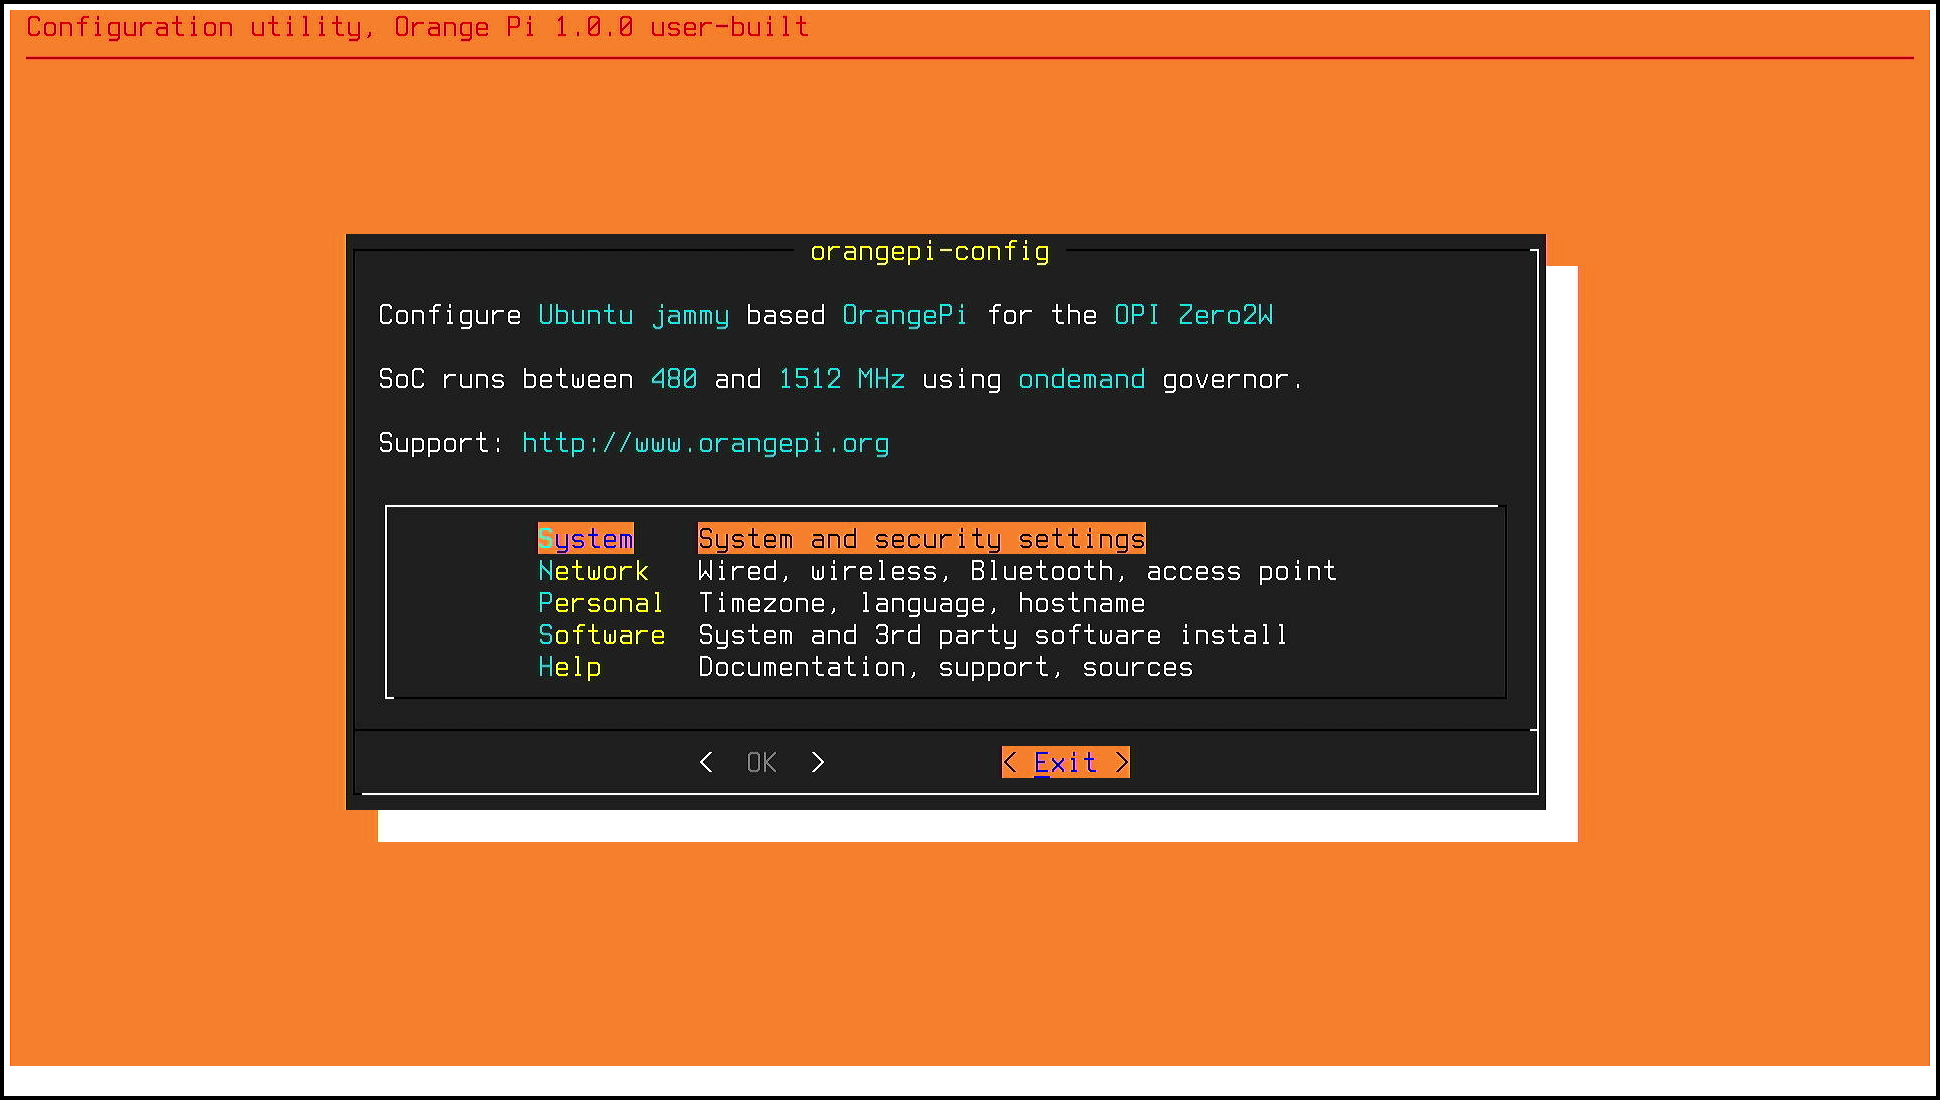 Configuration utility, Orange Pi 1.0.0 user-built
orangepi-config
Configure Ubuntu jammy based OrangePi for the OPI Zero2W
SoC runs between 480 and 1512 MHz using ondemand governor.
Support: http://www.orangepi.org
System System and security settings
Network Wired, wireless, Bluetooth, access point
Personal Timezone, language, hostname
Software System and 3rd party software install
Help Documentation, support, sources
< OK > < Exit >